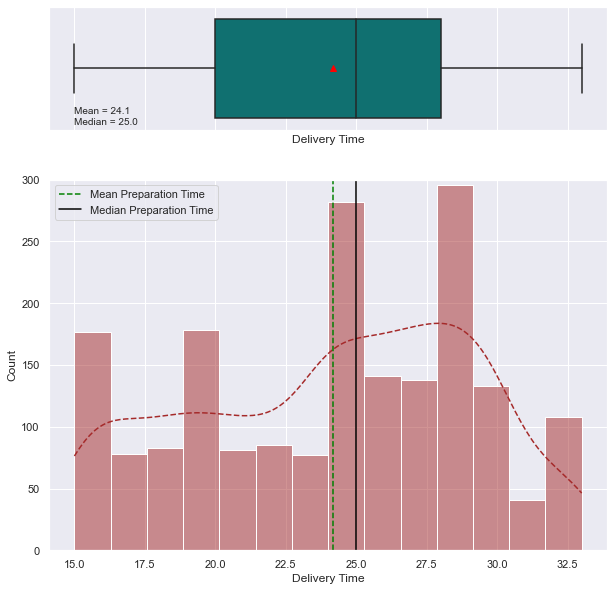 Mean = 24.1
Median = 25.0
Delivery Time
Mean Preparation Time
Median Preparation Time
300
250
200
150
100
50
0
Count
15.0 17.5 20.0 22.5 25.0 27.5 30.0 32.5
Delivery Time